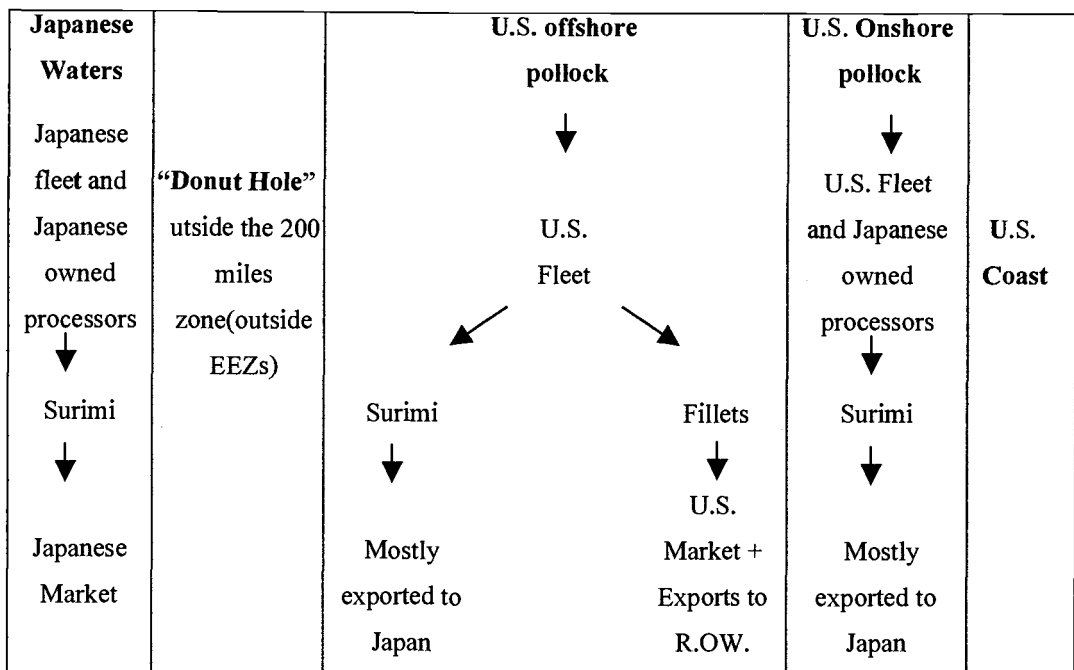 Japanese
Waters
Japanese
fleet and
Japanese
owned
processors
Surimi
Japanese
Market
“Donut Hole”
utside the 200
miles
zone(outside
EEZs)
U.S. offshore
pollock
U.S.
Fleet
Surimi
Mostly
exported to
Japan
Fillets
U.S.
Market +
Exports to
R.OW.
U.S. Onshore
pollock
U.S. Fleet
and Japanese
owned
processors
Surimi
Mostly
exported to
Japan
U.S.
Coast